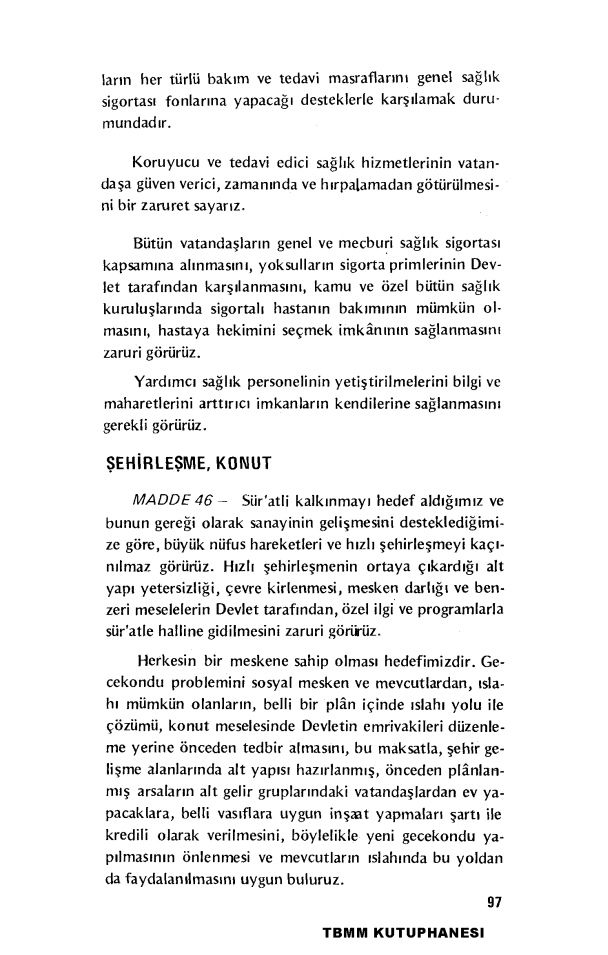 ların her türlü bakım ve tedavi masraflarını genel sağlık
sigortası fonlarına yapacağı desteklerle karşılamak duru-
mundadır.
Koruyucu ve tedavi edici sağlık hizmetlerinin vatan-
daşa güven verici, zamanında ve hırpalamadan götürülmesi-
ni bir zaruret sayarız.
Bütün vatandaşların genel ve mecburi sağlık sigortası
kapsamına alınmasını, yoksulların sigorta primlerinin Dev-
let tarafından karşılanmasını, kamu ve özel bütün sağlık
kuruluşlarında sigortalı hastanın bakımının mümkün ol-
masını, hastaya hekimini seçmek imkânının sağlanmasını
zaruri görürüz.
Yardımcı sağlık personelinin yetiştirilmelerini bilgi ve
maharetlerini arttırıcı imkanların kendilerine sağlanmasını
gerekli görürüz.
ŞEHİRLEŞME, KONUT
MADDE 46 – Sür'atli kalkınmayı hedef aldığımız ve
bunun gereği olarak sanayinin gelişmesini desteklediğimi-
ze göre, büyük nüfus hareketleri ve hızlı şehirleşmeyi kaçı-
nılmaz görürüz. Hızlı şehirleşmenin ortaya çıkardığı alt
yapı yetersizliği, çevre kirlenmesi, mesken darlığı ve ben-
zeri meselelerin Devlet tarafından, özel ilgi ve programlarla
sür'atle halline gidilmesini zaruri görürüz.
Herkesin bir meskene sahip olması hedefimizdir. Ge-
cekondu problemini sosyal mesken ve mevcutlardan, ısla-
hı mümkün olanların, belli bir plân içinde ıslahı yolu ile
çözümü, konut meselesinde Devletin emrivakileri düzenle-
me yerine önceden tedbir almasını, bu maksatla, şehir ge-
lişme alanlarında alt yapısı hazırlanmış, önceden plânlan-
mış arsaların alt gelir gruplarındaki vatandaşlardan ev ya-
pacaklara, belli vasıflara uygun inşaat yapmaları şartı ile
kredili olarak verilmesini, böylelikle yeni gecekondu ya-
pılmasının önlenmesi ve mevcutların ıslahında bu yoldan
da faydalanılmasını uygun buluruz.
97
TBMM KUTUPHANESI